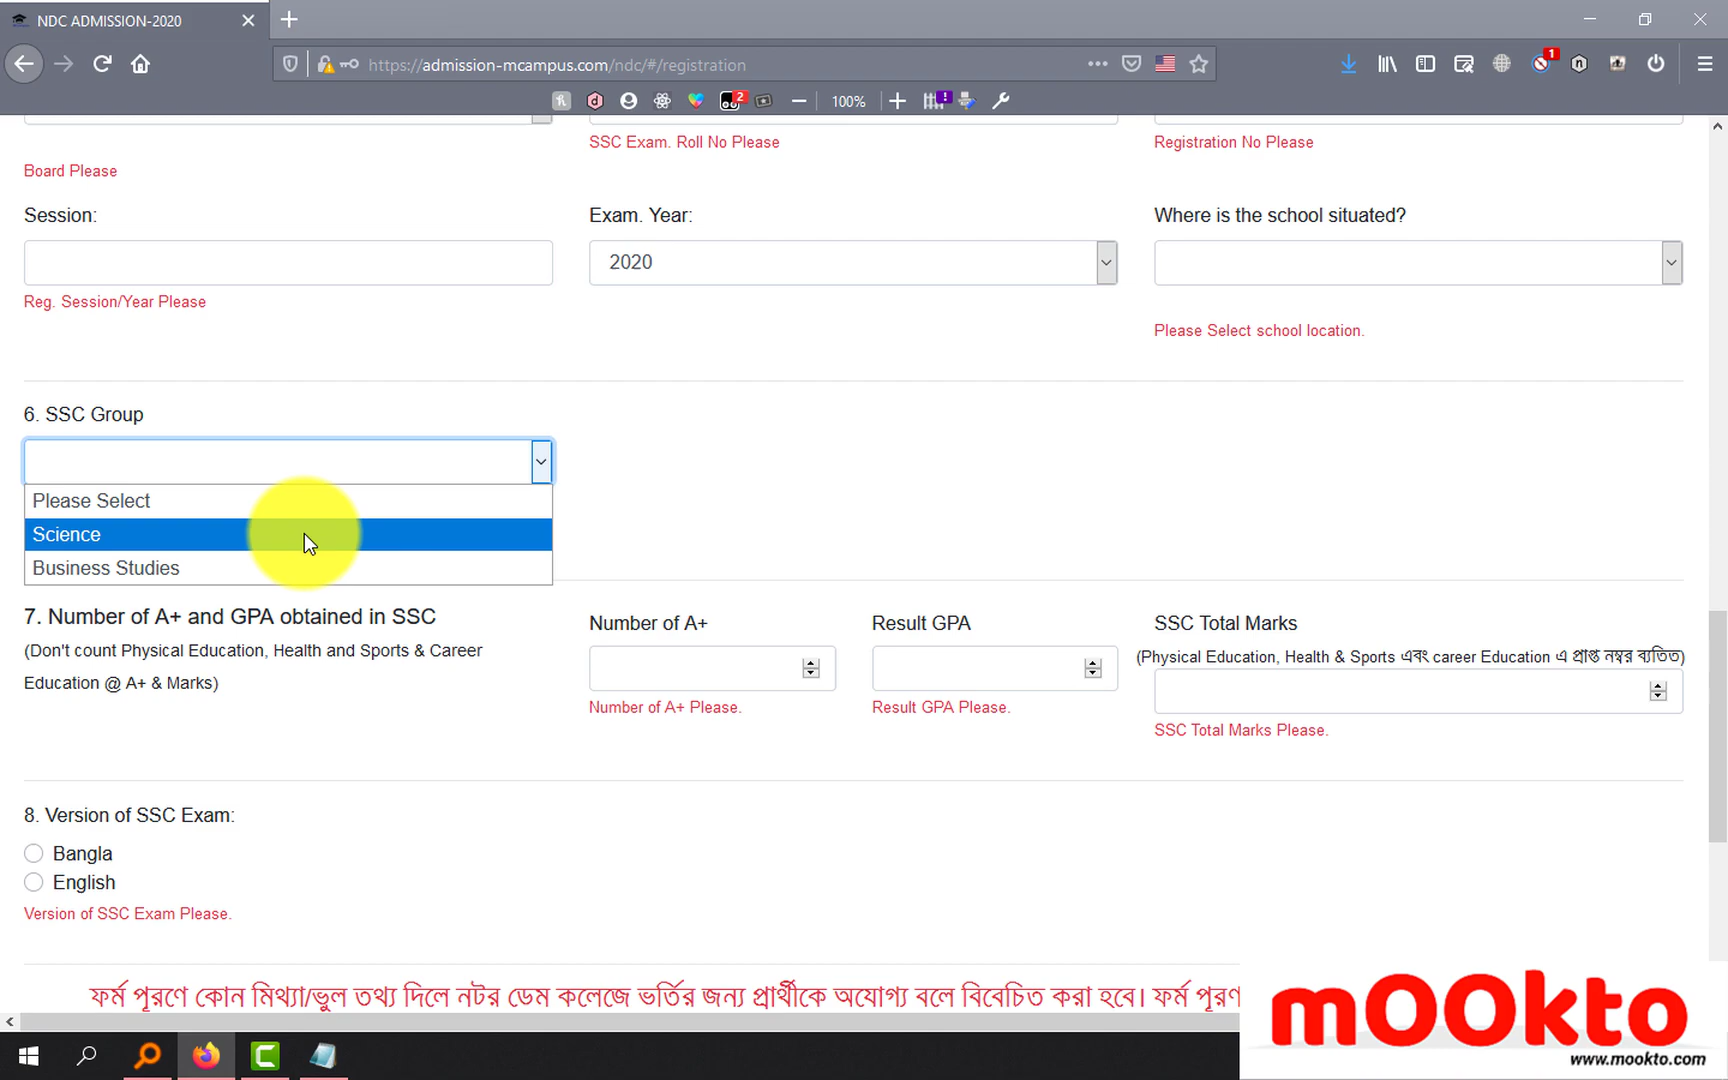 NDC ADMISSION-2020
https://admission-mcampus.com/ndc/#/registration
1
2
100%
SSC Exam. Roll No Please
Registration No Please
Board Please
Session:
Exam. Year:
Where is the school situated?
2020
Reg. Session/Year Please
Please Select school location.
6. SSC Group
Please Select
Science
Business Studies
7. Number of A+ and GPA obtained in SSC
(Don't count Physical Education, Health and Sports & Career
Education @ A+ & Marks)
Number of A+
Result GPA
SSC Total Marks
(Physical Education, Health & Sports এবং career Education এ প্রাপ্ত নম্বর ব্যতিত)
Number of A+ Please.
Result GPA Please.
SSC Total Marks Please.
8. Version of SSC Exam:
Bangla
English
Version of SSC Exam Please.
ফর্ম পূরণে কোন মিথ্যা/ভুল তথ্য দিলে নটর ডেম কলেজে ভর্তির জন্য প্রার্থীকে অযোগ্য বলে বিবেচিত করা হবে। ফর্ম পূরণ
mOOkto
www.mookto.com